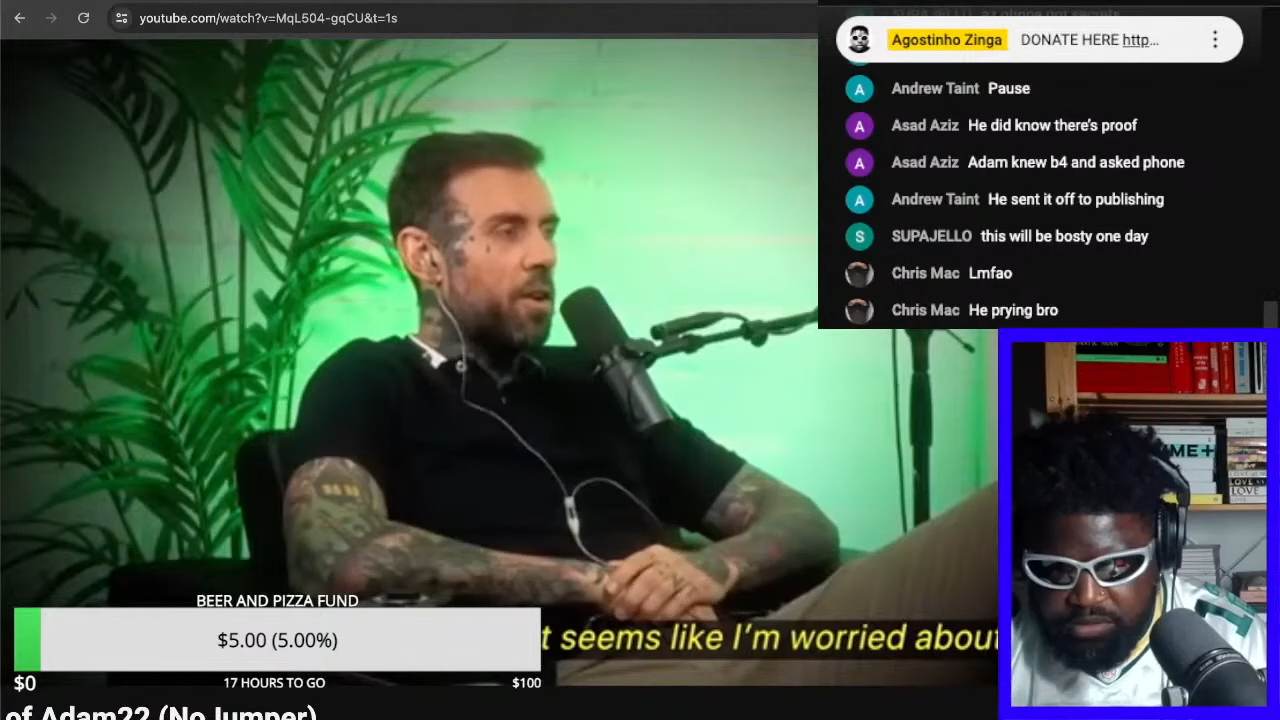 youtube.com/watch?v=MqL504-gqCU&t=1s
Agostinho Zinga DONATE HERE http...
Andrew Taint Pause
Asad Aziz He did know there's proof
Asad Aziz Adam knew b4 and asked phone
Andrew Taint He sent it off to publishing
SUPAJELLO this will be bosty one day
Chris Mac Lmfao
Chris Mac He prying bro
BEER AND PIZZA FUND
$5.00 (5.00%)
$0 17 HOURS TO GO $100
t seems like I'm worried about
of Adam22 (No Jumper)
ME+
LOVE
LOVE